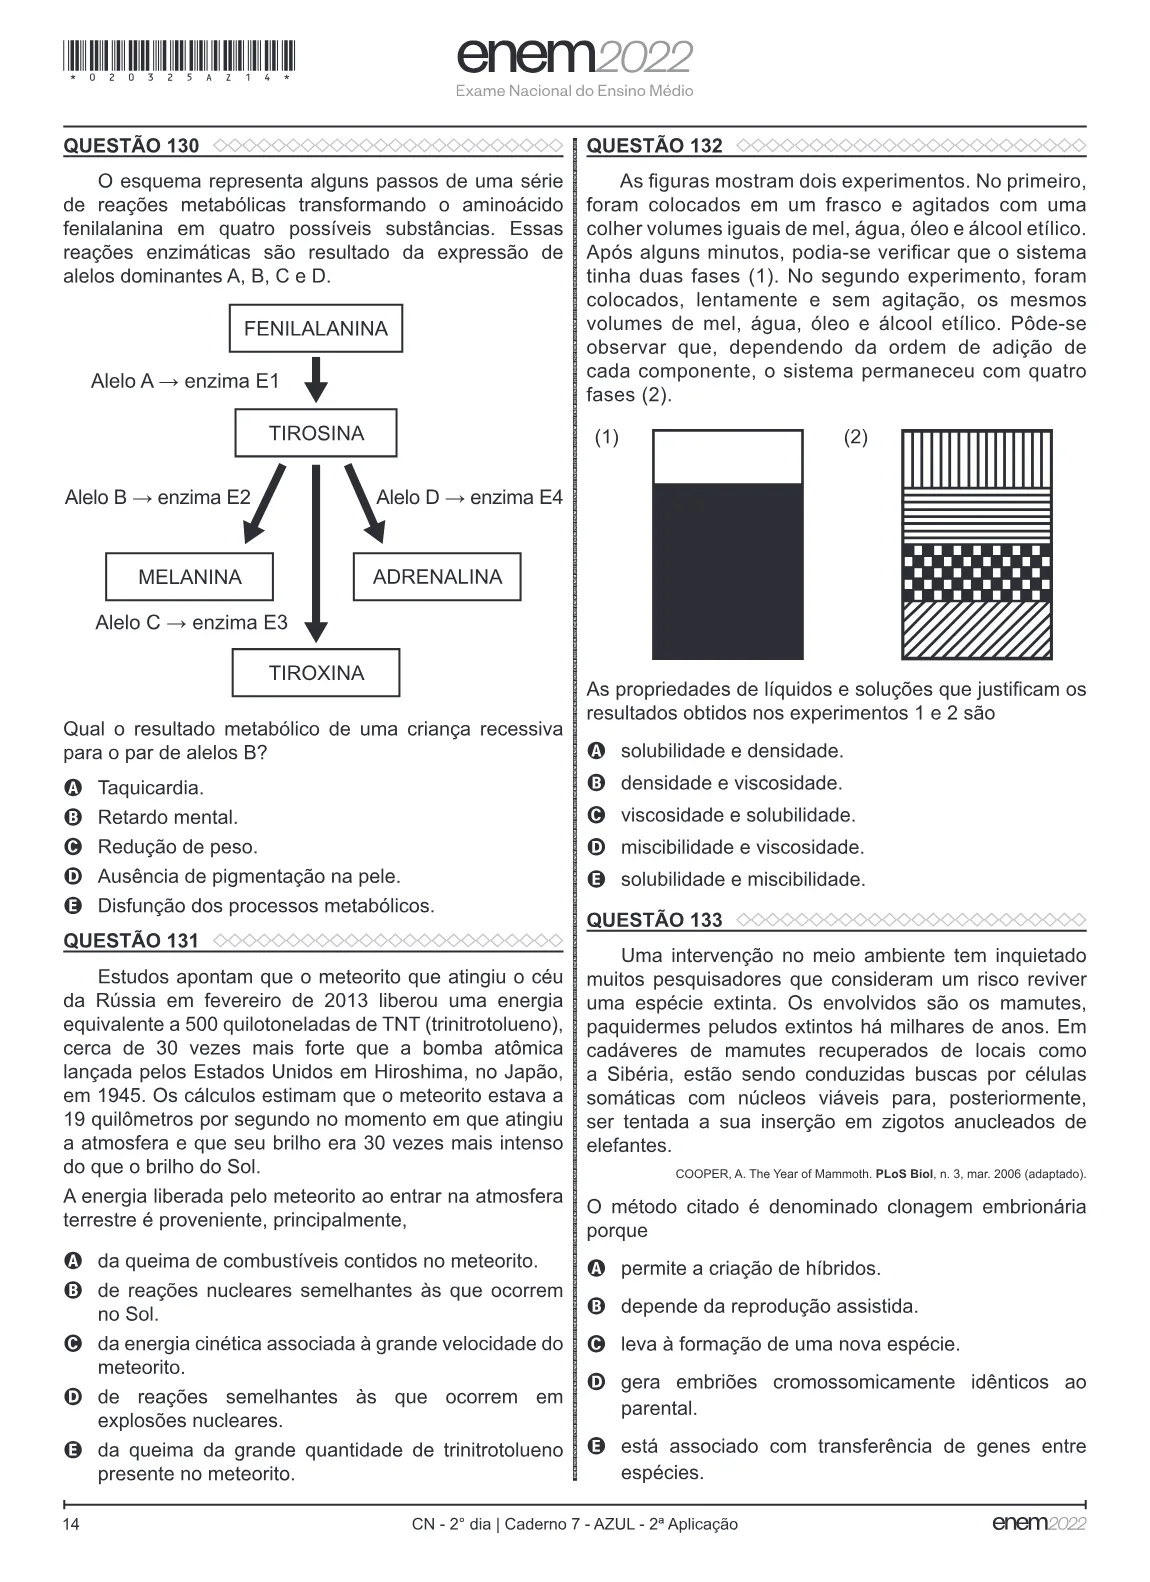 *020325AZ14*
enem2022
Exame Nacional do Ensino Médio
QUESTÃO 130
O esquema representa alguns passos de uma série
de reações metabólicas transformando o aminoácido
fenilalanina em quatro possíveis substâncias. Essas
reações enzimáticas são resultado da expressão de
alelos dominantes A, B, C e D.
FENILALANINA
Alelo A → enzima E1
TIROSINA
Alelo B → enzima E2
Alelo D → enzima E4
MELANINA
ADRENALINA
Alelo C → enzima E3
TIROXINA
Qual o resultado metabólico de uma criança recessiva
para o par de alelos B?
A Taquicardia.
B Retardo mental.
C Redução de peso.
D Ausência de pigmentação na pele.
E Disfunção dos processos metabólicos.
QUESTÃO 131
Estudos apontam que o meteorito que atingiu o céu
da Rússia em fevereiro de 2013 liberou uma energia
equivalente a 500 quilotoneladas de TNT (trinitrotolueno),
cerca de 30 vezes mais forte que a bomba atômica
lançada pelos Estados Unidos em Hiroshima, no Japão,
em 1945. Os cálculos estimam que o meteorito estava a
19 quilômetros por segundo no momento em que atingiu
a atmosfera e que seu brilho era 30 vezes mais intenso
do que o brilho do Sol.
A energia liberada pelo meteorito ao entrar na atmosfera
terrestre é proveniente, principalmente,
A da queima de combustíveis contidos no meteorito.
B de reações nucleares semelhantes às que ocorrem
no Sol.
C da energia cinética associada à grande velocidade do
meteorito.
D de reações semelhantes às que ocorrem em
explosões nucleares.
E da queima da grande quantidade de trinitrotolueno
presente no meteorito.
QUESTÃO 132
As figuras mostram dois experimentos. No primeiro,
foram colocados em um frasco e agitados com uma
colher volumes iguais de mel, água, óleo e álcool etílico.
Após alguns minutos, podia-se verificar que o sistema
tinha duas fases (1). No segundo experimento, foram
colocados, lentamente e sem agitação, os mesmos
volumes de mel, água, óleo e álcool etílico. Pôde-se
observar que, dependendo da ordem de adição de
cada componente, o sistema permaneceu com quatro
fases (2).
(1)
(2)
As propriedades de líquidos e soluções que justificam os
resultados obtidos nos experimentos 1 e 2 são
A solubilidade e densidade.
B densidade e viscosidade.
C viscosidade e solubilidade.
D miscibilidade e viscosidade.
E solubilidade e miscibilidade.
QUESTÃO 133
Uma intervenção no meio ambiente tem inquietado
muitos pesquisadores que consideram um risco reviver
uma espécie extinta. Os envolvidos são os mamutes,
paquidermes peludos extintos há milhares de anos. Em
cadáveres de mamutes recuperados de locais como
a Sibéria, estão sendo conduzidas buscas por células
somáticas com núcleos viáveis para, posteriormente,
ser tentada a sua inserção em zigotos anucleados de
elefantes.
COOPER, A. The Year of Mammoth. PLoS Biol, n. 3, mar. 2006 (adaptado).
O método citado é denominado clonagem embrionária
porque
A permite a criação de híbridos.
B depende da reprodução assistida.
C leva à formação de uma nova espécie.
D gera embriões cromossomicamente idênticos ao
parental.
E está associado com transferência de genes entre
espécies.
14
CN - 2° dia | Caderno 7 - AZUL - 2ª Aplicação
enem2022